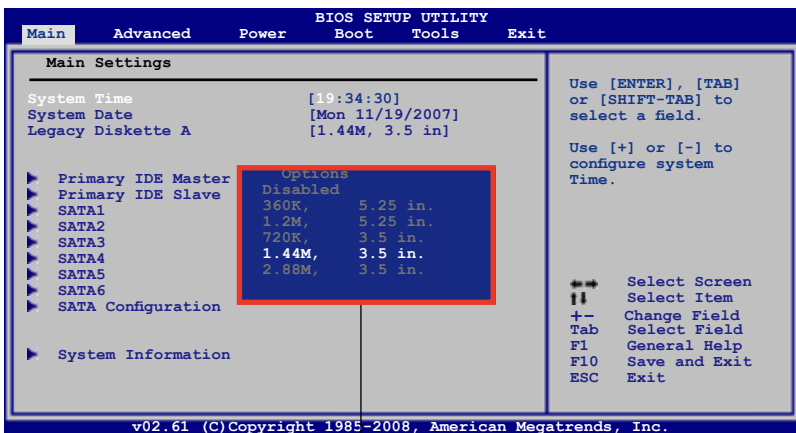 BIOS SETUP UTILITY
Main Advanced Power Boot Tools Exit
Main Settings
System Time [19:34:30]
System Date [Mon 11/19/2007]
Legacy Diskette A [1.44M, 3.5 in]
Primary IDE Master
Primary IDE Slave
SATA1
SATA2
SATA3
SATA4
SATA5
SATA6
SATA Configuration
System Information
Options
Disabled
360K, 5.25 in.
1.2M, 5.25 in.
720K, 3.5 in.
1.44M, 3.5 in.
2.88M, 3.5 in.
Use [ENTER], [TAB]
or [SHIFT-TAB] to
select a field.
Use [+] or [-] to
configure system
Time.
Select Screen
Select Item
+- Change Field
Tab Select Field
F1 General Help
F10 Save and Exit
ESC Exit
v02.61 (C)Copyright 1985-2008, American Megatrends, Inc.